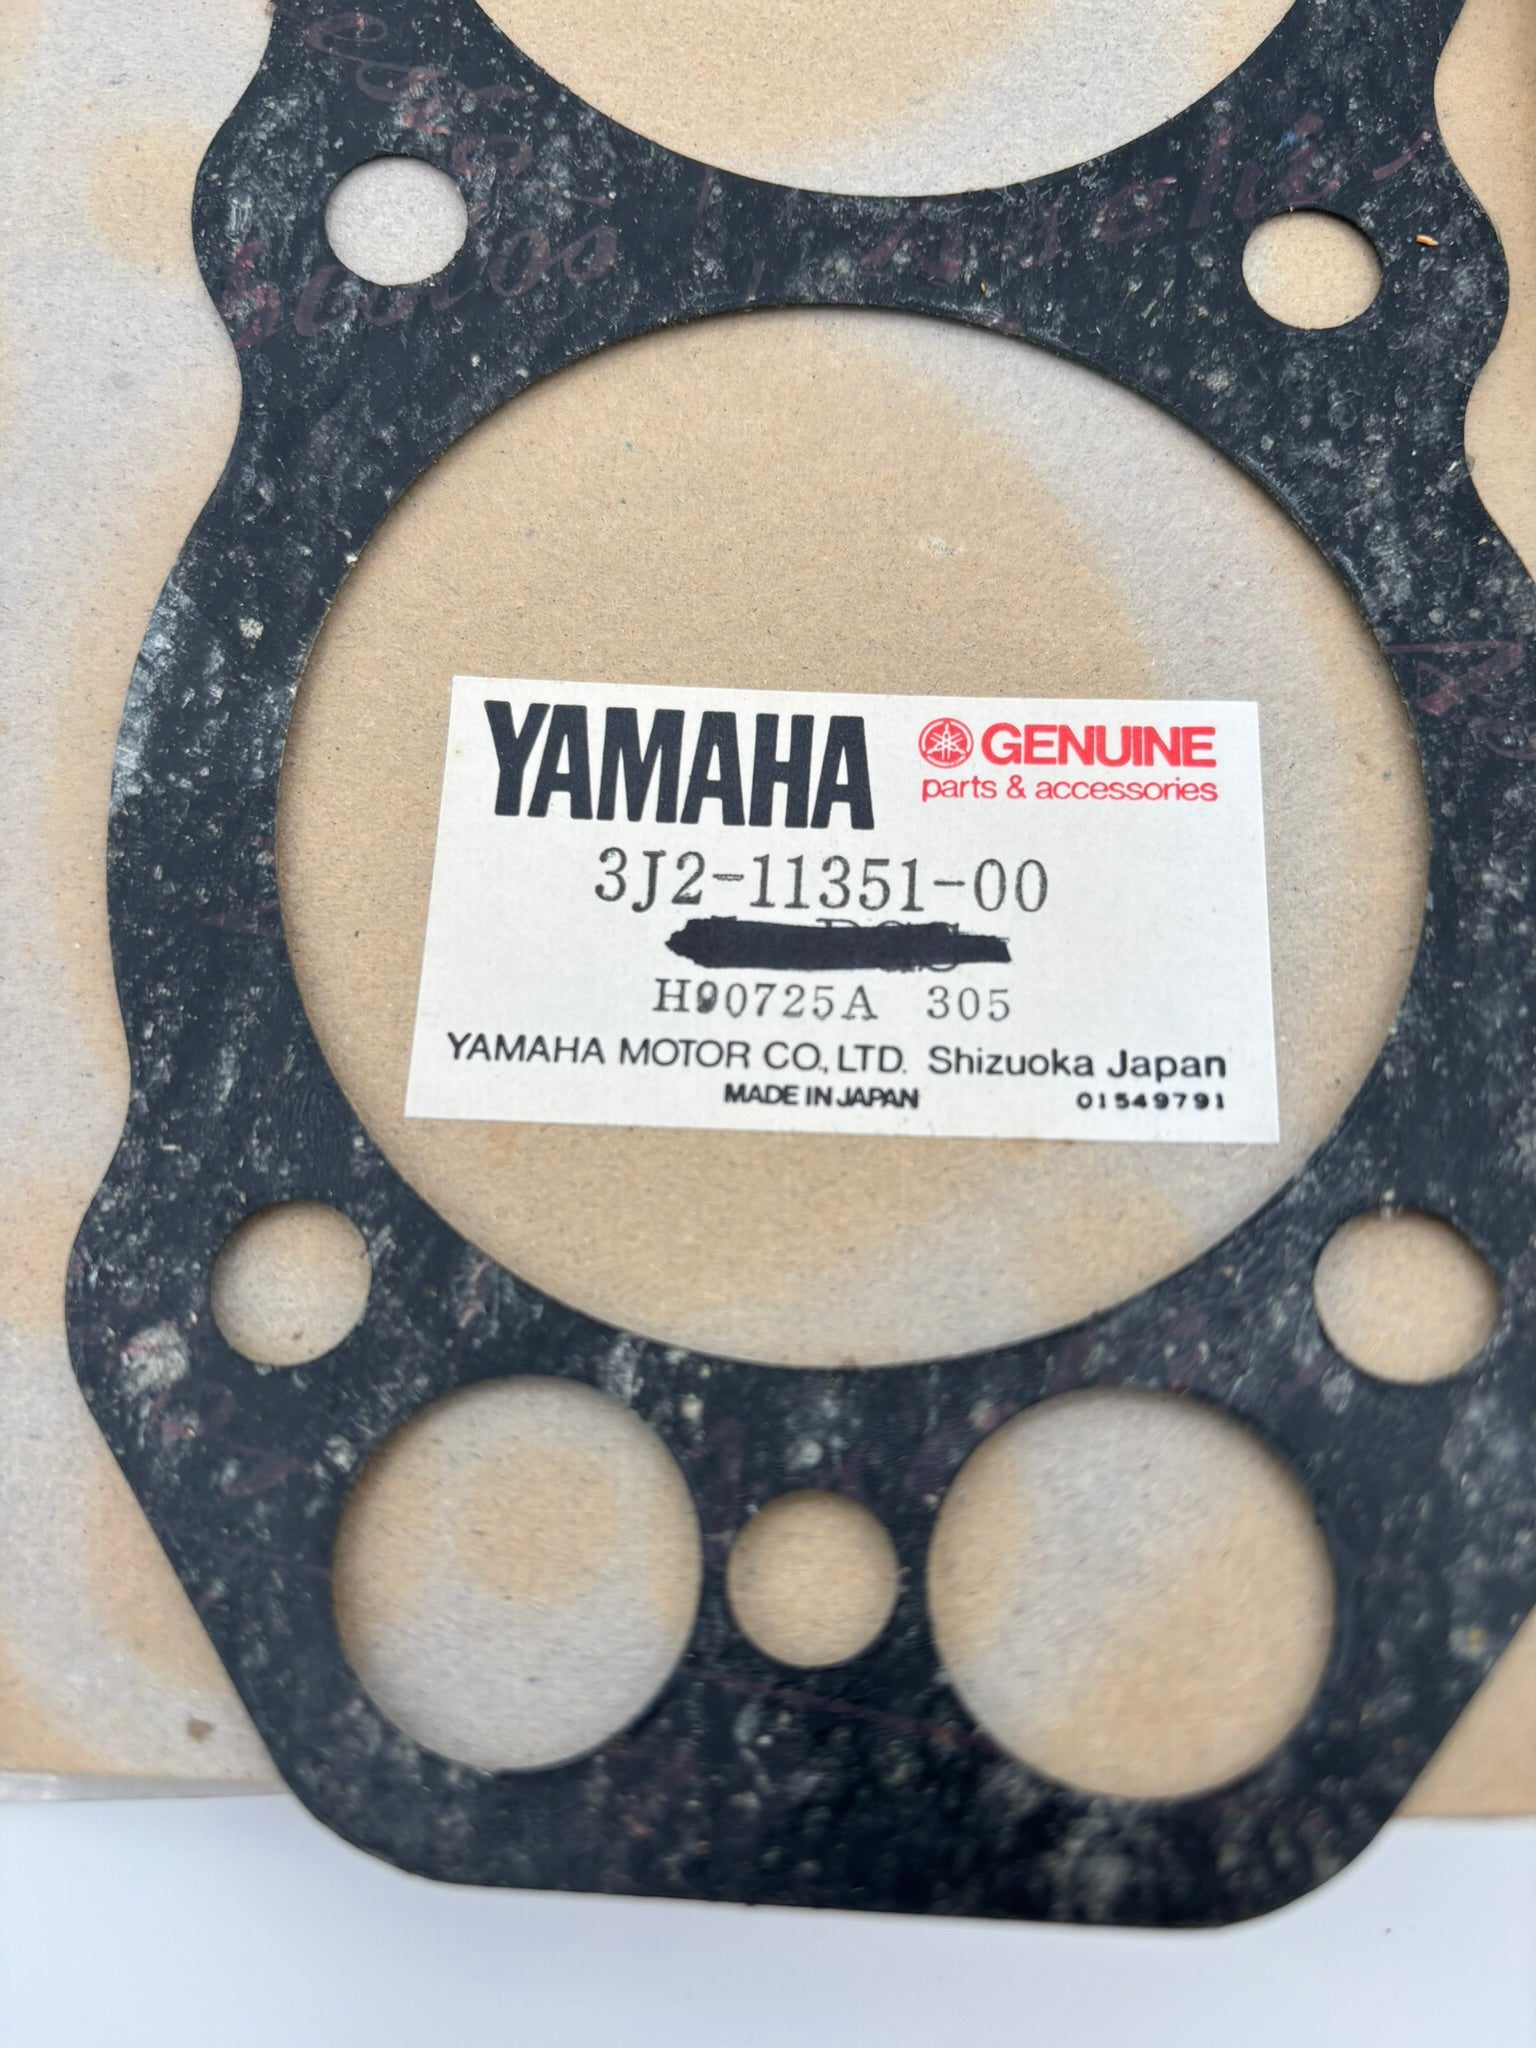 YAMAHA
GENUINE
parts & accessories
3J2-11351-00
H90725A 305
YAMAHA MOTOR CO., LTD. Shizuoka Japan
MADE IN JAPAN
01549791